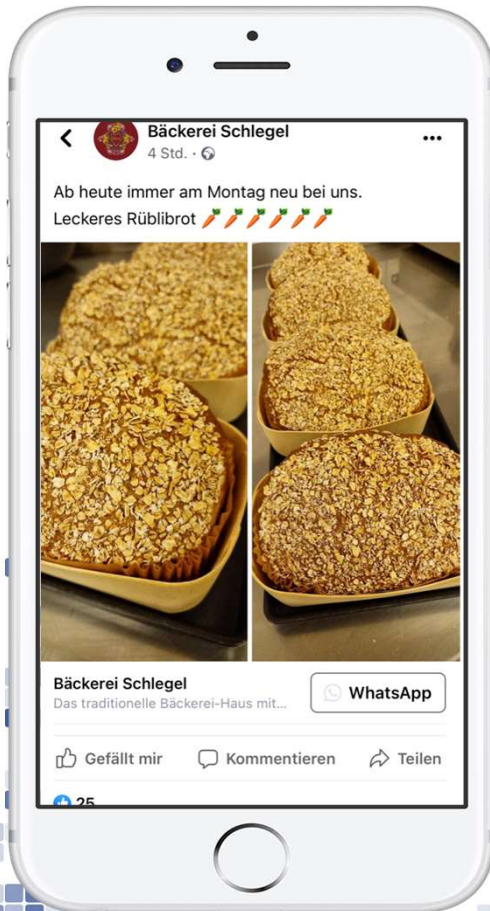 Bäckerei Schlegel
4 Std. ·
Ab heute immer am Montag neu bei uns.
Leckeres Rüblibrot 🥕🥕🥕🥕🥕🥕
Bäckerei Schlegel
Das traditionelle Bäckerei-Haus mit...
WhatsApp
Gefällt mir
Kommentieren
Teilen
25